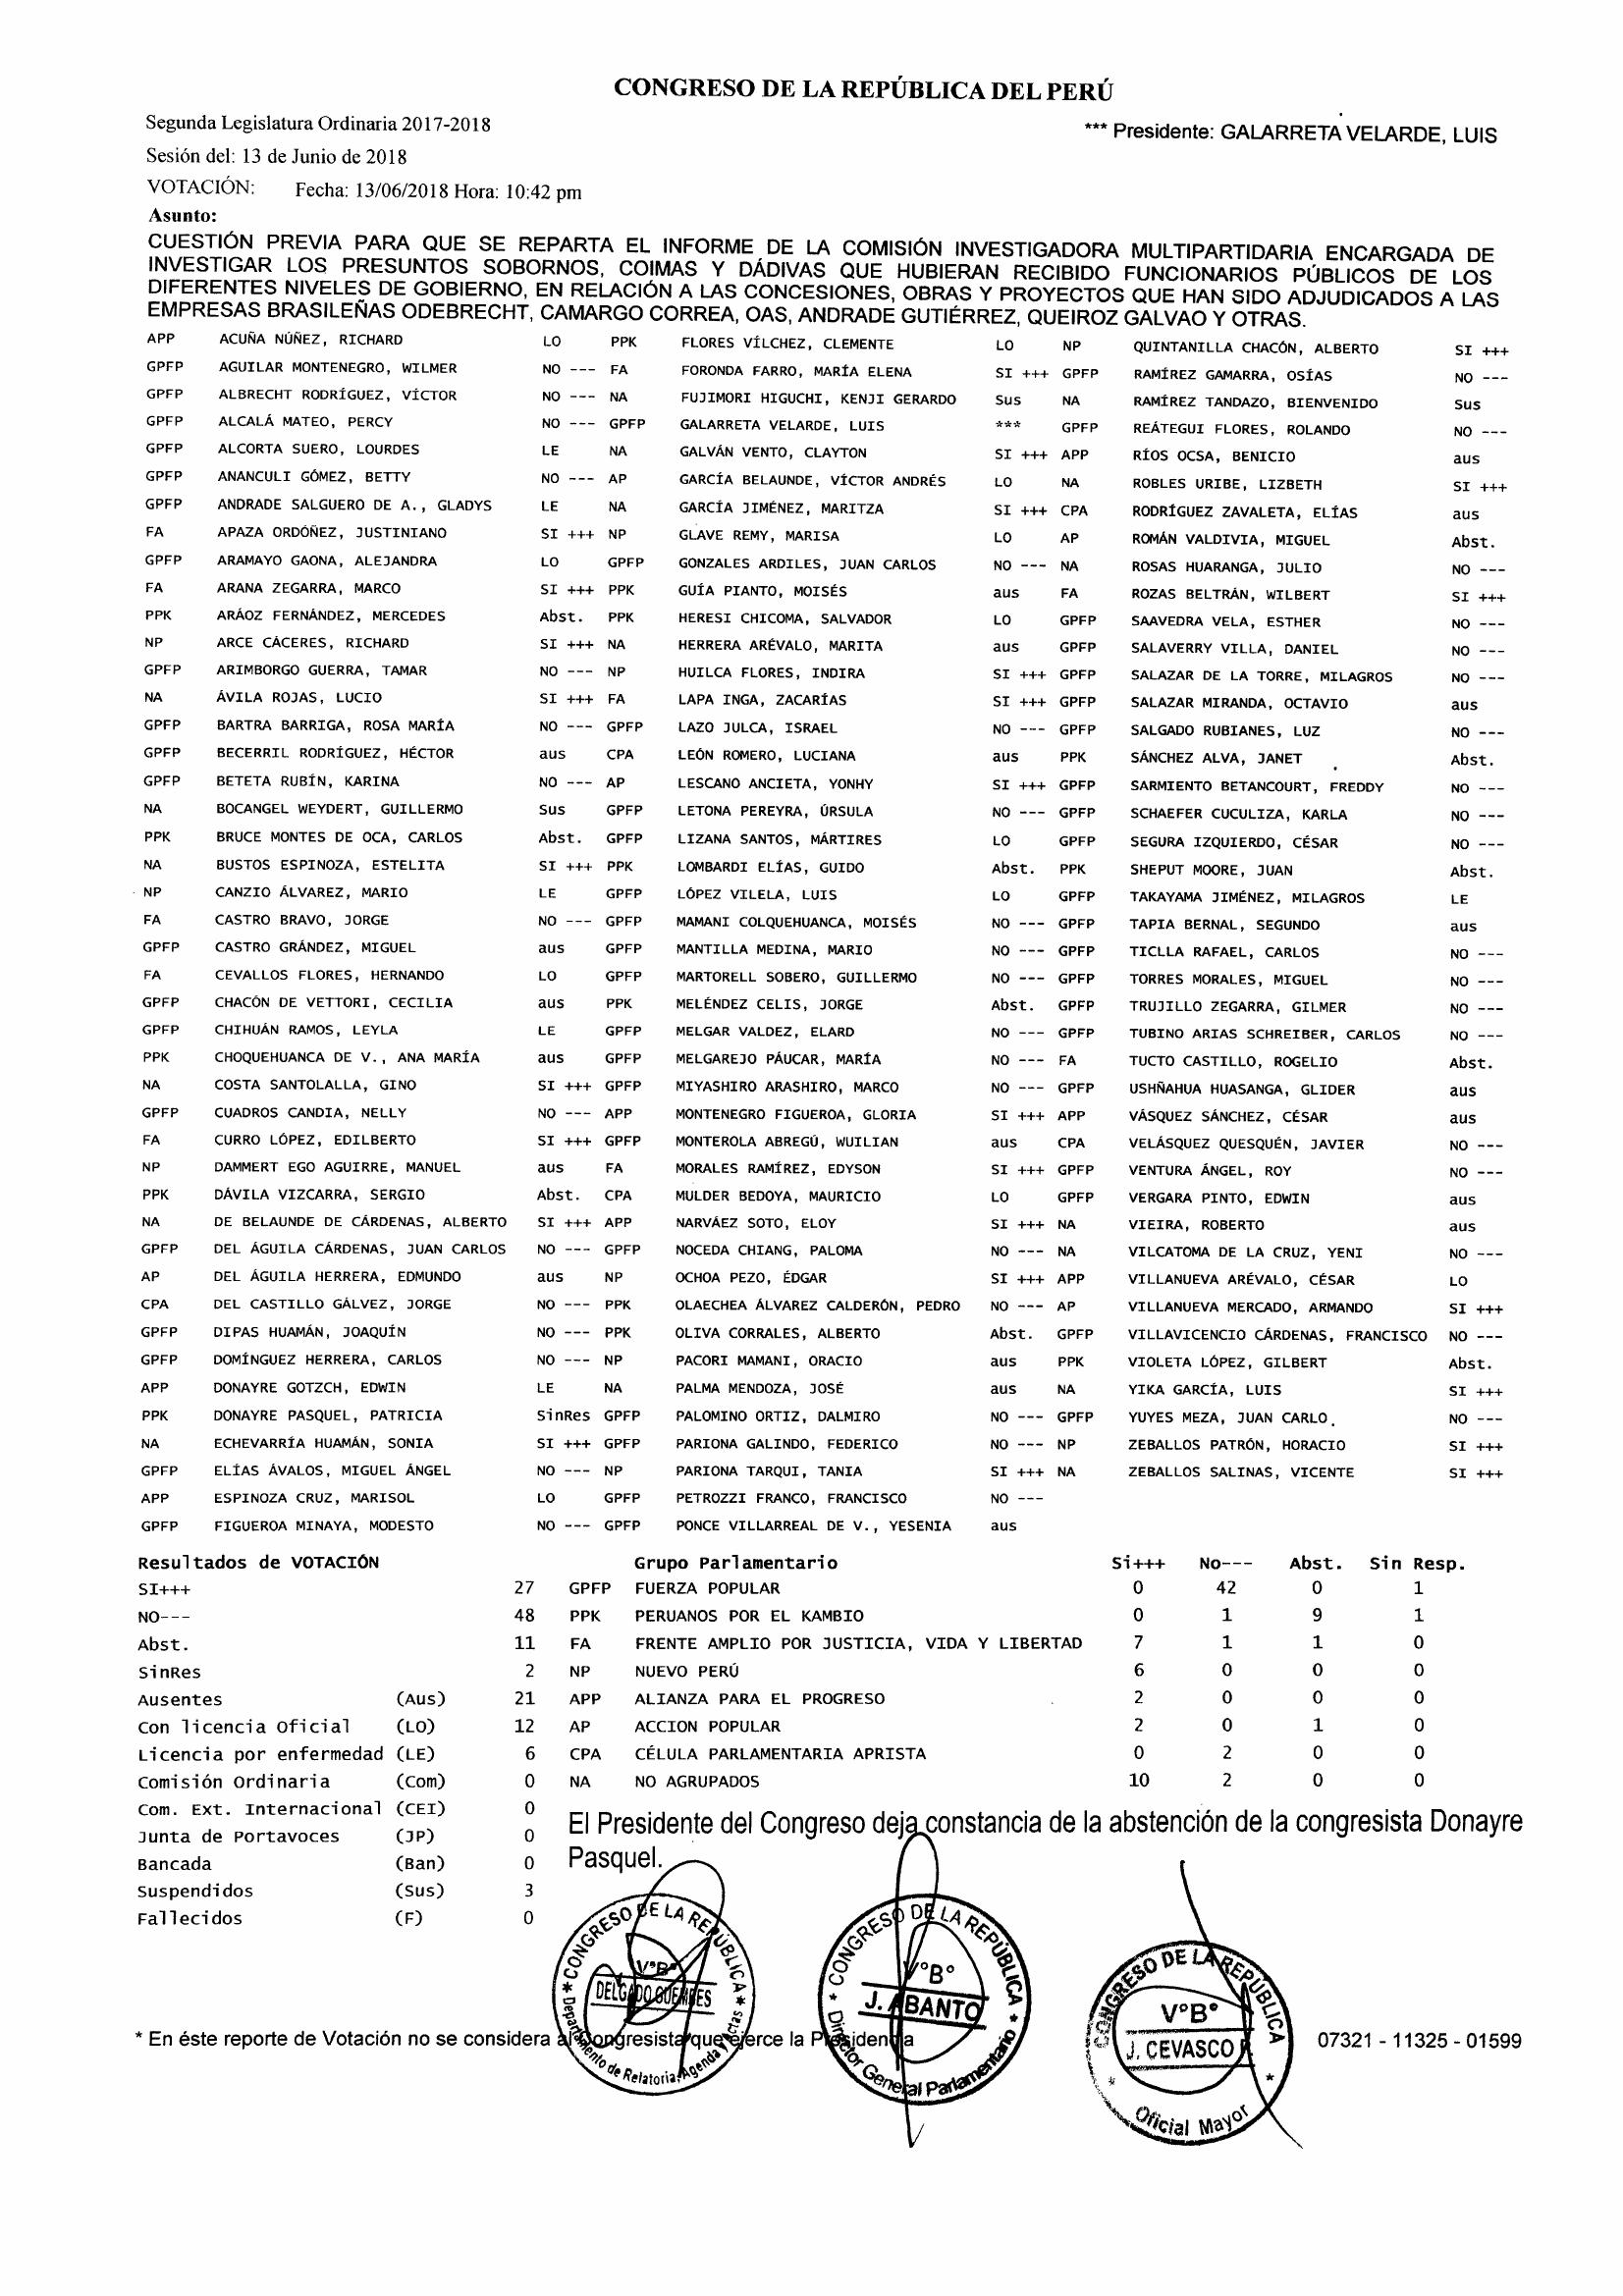 CONGRESO DE LA REPÚBLICA DEL PERÚ
Segunda Legislatura Ordinaria 2017-2018
*** Presidente: GALARRETA VELARDE, LUIS
Sesión del: 13 de Junio de 2018
VOTACIÓN: Fecha: 13/06/2018 Hora: 10:42 pm
Asunto:
CUESTIÓN PREVIA PARA QUE SE REPARTA EL INFORME DE LA COMISIÓN INVESTIGADORA MULTIPARTIDARIA ENCARGADA DE
INVESTIGAR LOS PRESUNTOS SOBORNOS, COIMAS Y DÁDIVAS QUE HUBIERAN RECIBIDO FUNCIONARIOS PÚBLICOS DE LOS
DIFERENTES NIVELES DE GOBIERNO, EN RELACIÓN A LAS CONCESIONES, OBRAS Y PROYECTOS QUE HAN SIDO ADJUDICADOS A LAS
EMPRESAS BRASILEÑAS ODEBRECHT, CAMARGO CORREA, OAS, ANDRADE GUTIÉRREZ, QUEIROZ GALVAO Y OTRAS.
APP ACUÑA NÚÑEZ, RICHARD LO PPK FLORES VÍLCHEZ, CLEMENTE LO NP QUINTANILLA CHACÓN, ALBERTO SI +++
GPFP AGUILAR MONTENEGRO, WILMER NO --- FA FORONDA FARRO, MARÍA ELENA SI +++ GPFP RAMÍREZ GAMARRA, OSÍAS NO ---
GPFP ALBRECHT RODRÍGUEZ, VÍCTOR NO --- NA FUJIMORI HIGUCHI, KENJI GERARDO Sus NA RAMÍREZ TANDAZO, BIENVENIDO Sus
GPFP ALCALÁ MATEO, PERCY NO --- GPFP GALARRETA VELARDE, LUIS *** GPFP REÁTEGUI FLORES, ROLANDO NO ---
GPFP ALCORTA SUERO, LOURDES LE NA GALVÁN VENTO, CLAYTON SI +++ APP RÍOS OCSA, BENICIO aus
GPFP ANANCULI GÓMEZ, BETTY NO --- AP GARCÍA BELAUNDE, VÍCTOR ANDRÉS LO NA ROBLES URIBE, LIZBETH SI +++
GPFP ANDRADE SALGUERO DE A., GLADYS LE NA GARCÍA JIMÉNEZ, MARITZA SI +++ CPA RODRÍGUEZ ZAVALETA, ELÍAS aus
FA APAZA ORDÓÑEZ, JUSTINIANO SI +++ NP GLAVE REMY, MARISA LO AP ROMÁN VALDIVIA, MIGUEL Abst.
GPFP ARAMAYO GAONA, ALEJANDRA LO GPFP GONZALES ARDILES, JUAN CARLOS NO --- NA ROSAS HUARANGA, JULIO NO ---
FA ARANA ZEGARRA, MARCO SI +++ PPK GUÍA PIANTO, MOISÉS aus FA ROZAS BELTRÁN, WILBERT SI +++
PPK ARÁOZ FERNÁNDEZ, MERCEDES Abst. PPK HERESI CHICOMA, SALVADOR LO GPFP SAAVEDRA VELA, ESTHER NO ---
NP ARCE CÁCERES, RICHARD SI +++ NA HERRERA ARÉVALO, MARITA aus GPFP SALAVERRY VILLA, DANIEL NO ---
GPFP ARIMBORGO GUERRA, TAMAR NO --- NP HUILCA FLORES, INDIRA SI +++ GPFP SALAZAR DE LA TORRE, MILAGROS NO ---
NA ÁVILA ROJAS, LUCIO SI +++ FA LAPA INGA, ZACARÍAS SI +++ GPFP SALAZAR MIRANDA, OCTAVIO aus
GPFP BARTRA BARRIGA, ROSA MARÍA NO --- GPFP LAZO JULCA, ISRAEL NO --- GPFP SALGADO RUBIANES, LUZ NO ---
GPFP BECERRIL RODRÍGUEZ, HÉCTOR aus CPA LEÓN ROMERO, LUCIANA aus PPK SÁNCHEZ ALVA, JANET Abst.
GPFP BETETA RUBÍN, KARINA NO --- AP LESCANO ANCIETA, YONHY SI +++ GPFP SARMIENTO BETANCOURT, FREDDY NO ---
NA BOCANGEL WEYDERT, GUILLERMO Sus GPFP LETONA PEREYRA, ÚRSULA NO --- GPFP SCHAEFER CUCULIZA, KARLA NO ---
PPK BRUCE MONTES DE OCA, CARLOS Abst. GPFP LIZANA SANTOS, MÁRTIRES LO GPFP SEGURA IZQUIERDO, CÉSAR NO ---
NA BUSTOS ESPINOZA, ESTELITA SI +++ PPK LOMBARDI ELÍAS, GUIDO Abst. PPK SHEPUT MOORE, JUAN Abst.
NP CANZIO ÁLVAREZ, MARIO LE GPFP LÓPEZ VILELA, LUIS LO GPFP TAKAYAMA JIMÉNEZ, MILAGROS LE
FA CASTRO BRAVO, JORGE NO --- GPFP MAMANI COLQUEHUANCA, MOISÉS NO --- GPFP TAPIA BERNAL, SEGUNDO aus
GPFP CASTRO GRÁNDEZ, MIGUEL aus GPFP MANTILLA MEDINA, MARIO NO --- GPFP TICLLA RAFAEL, CARLOS NO ---
FA CEVALLOS FLORES, HERNANDO LO GPFP MARTORELL SOBERO, GUILLERMO NO --- GPFP TORRES MORALES, MIGUEL NO ---
GPFP CHACÓN DE VETTORI, CECILIA aus PPK MELÉNDEZ CELIS, JORGE Abst. GPFP TRUJILLO ZEGARRA, GILMER NO ---
GPFP CHIHUÁN RAMOS, LEYLA LE GPFP MELGAR VALDEZ, ELARD NO --- GPFP TUBINO ARIAS SCHREIBER, CARLOS NO ---
PPK CHOQUEHUANCA DE V., ANA MARÍA aus GPFP MELGAREJO PÁUCAR, MARÍA NO --- FA TUCTO CASTILLO, ROGELIO Abst.
NA COSTA SANTOLALLA, GINO SI +++ GPFP MIYASHIRO ARASHIRO, MARCO NO --- GPFP USHÑAHUA HUASANGA, GLIDER aus
GPFP CUADROS CANDIA, NELLY NO --- APP MONTENEGRO FIGUEROA, GLORIA SI +++ APP VÁSQUEZ SÁNCHEZ, CÉSAR aus
FA CURRO LÓPEZ, EDILBERTO SI +++ GPFP MONTEROLA ABREGÚ, WUILIAN aus CPA VELÁSQUEZ QUESQUÉN, JAVIER NO ---
NP DAMMERT EGO AGUIRRE, MANUEL aus FA MORALES RAMÍREZ, EDYSON SI +++ GPFP VENTURA ÁNGEL, ROY NO ---
PPK DÁVILA VIZCARRA, SERGIO Abst. CPA MULDER BEDOYA, MAURICIO LO GPFP VERGARA PINTO, EDWIN aus
NA DE BELAUNDE DE CÁRDENAS, ALBERTO SI +++ APP NARVÁEZ SOTO, ELOY SI +++ NA VIEIRA, ROBERTO aus
GPFP DEL ÁGUILA CÁRDENAS, JUAN CARLOS NO --- GPFP NOCEDA CHIANG, PALOMA NO --- NA VILCATOMA DE LA CRUZ, YENI NO ---
AP DEL ÁGUILA HERRERA, EDMUNDO aus NP OCHOA PEZO, ÉDGAR SI +++ APP VILLANUEVA ARÉVALO, CÉSAR LO
CPA DEL CASTILLO GÁLVEZ, JORGE NO --- PPK OLAECHEA ÁLVAREZ CALDERÓN, PEDRO NO --- AP VILLANUEVA MERCADO, ARMANDO SI +++
GPFP DIPAS HUAMÁN, JOAQUÍN NO --- PPK OLIVA CORRALES, ALBERTO Abst. GPFP VILLAVICENCIO CÁRDENAS, FRANCISCO NO ---
GPFP DOMÍNGUEZ HERRERA, CARLOS NO --- NP PACORI MAMANI, ORACIO aus PPK VIOLETA LÓPEZ, GILBERT Abst.
APP DONAYRE GOTZCH, EDWIN LE NA PALMA MENDOZA, JOSÉ aus NA YIKA GARCÍA, LUIS SI +++
PPK DONAYRE PASQUEL, PATRICIA SinRes GPFP PALOMINO ORTIZ, DALMIRO NO --- GPFP YUYES MEZA, JUAN CARLO. NO ---
NA ECHEVARRÍA HUAMÁN, SONIA SI +++ GPFP PARIONA GALINDO, FEDERICO NO --- NP ZEBALLOS PATRÓN, HORACIO SI +++
GPFP ELÍAS ÁVALOS, MIGUEL ÁNGEL NO --- NP PARIONA TARQUI, TANIA SI +++ NA ZEBALLOS SALINAS, VICENTE SI +++
APP ESPINOZA CRUZ, MARISOL LO GPFP PETROZZI FRANCO, FRANCISCO NO ---
GPFP FIGUEROA MINAYA, MODESTO NO --- GPFP PONCE VILLARREAL DE V., YESENIA aus
Resultados de VOTACIÓN Grupo Parlamentario Si+++ No--- Abst. Sin Resp.
SI+++ 27 GPFP FUERZA POPULAR 0 42 0 1
NO--- 48 PPK PERUANOS POR EL KAMBIO 0 1 9 1
Abst. 11 FA FRENTE AMPLIO POR JUSTICIA, VIDA Y LIBERTAD 7 1 1 0
SinRes 2 NP NUEVO PERÚ 6 0 0 0
Ausentes (Aus) 21 APP ALIANZA PARA EL PROGRESO 2 0 0 0
Con licencia Oficial (LO) 12 AP ACCION POPULAR 2 0 1 0
Licencia por enfermedad (LE) 6 CPA CÉLULA PARLAMENTARIA APRISTA 0 2 0 0
Comisión Ordinaria (Com) 0 NA NO AGRUPADOS 10 2 0 0
Com. Ext. Internacional (CEI) 0
Junta de Portavoces (JP) 0
Bancada (Ban) 0
Suspendidos (Sus) 3
Fallecidos (F) 0
El Presidente del Congreso deja constancia de la abstención de la congresista Donayre
Pasquel.
CONGRESO DE LA REPÚBLICA
V°B°
DELGADO GUEMBES
Departamento de Relatoria, Agenda y Actas
CONGRESO DE LA REPÚBLICA
V°B°
J. ABANTO
Director General Parlamentario
CONGRESO DE LA REPÚBLICA
V°B°
J. CEVASCO
Oficial Mayor
* En éste reporte de Votación no se considera al Congresista que ejerce la Presidencia
07321 - 11325 - 01599